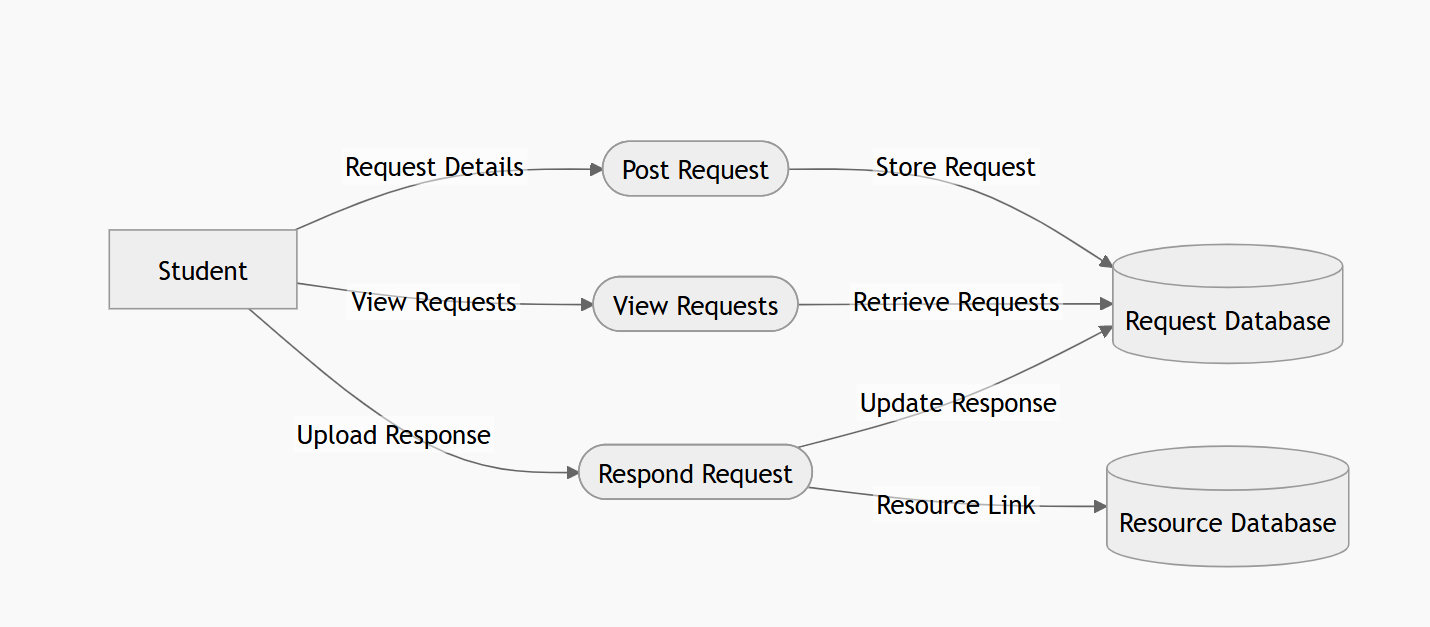 Request Details
Post Request
Store Request
Student
View Requests
View Requests
Retrieve Requests
Request Database
Update Response
Upload Response
Respond Request
Resource Link
Resource Database